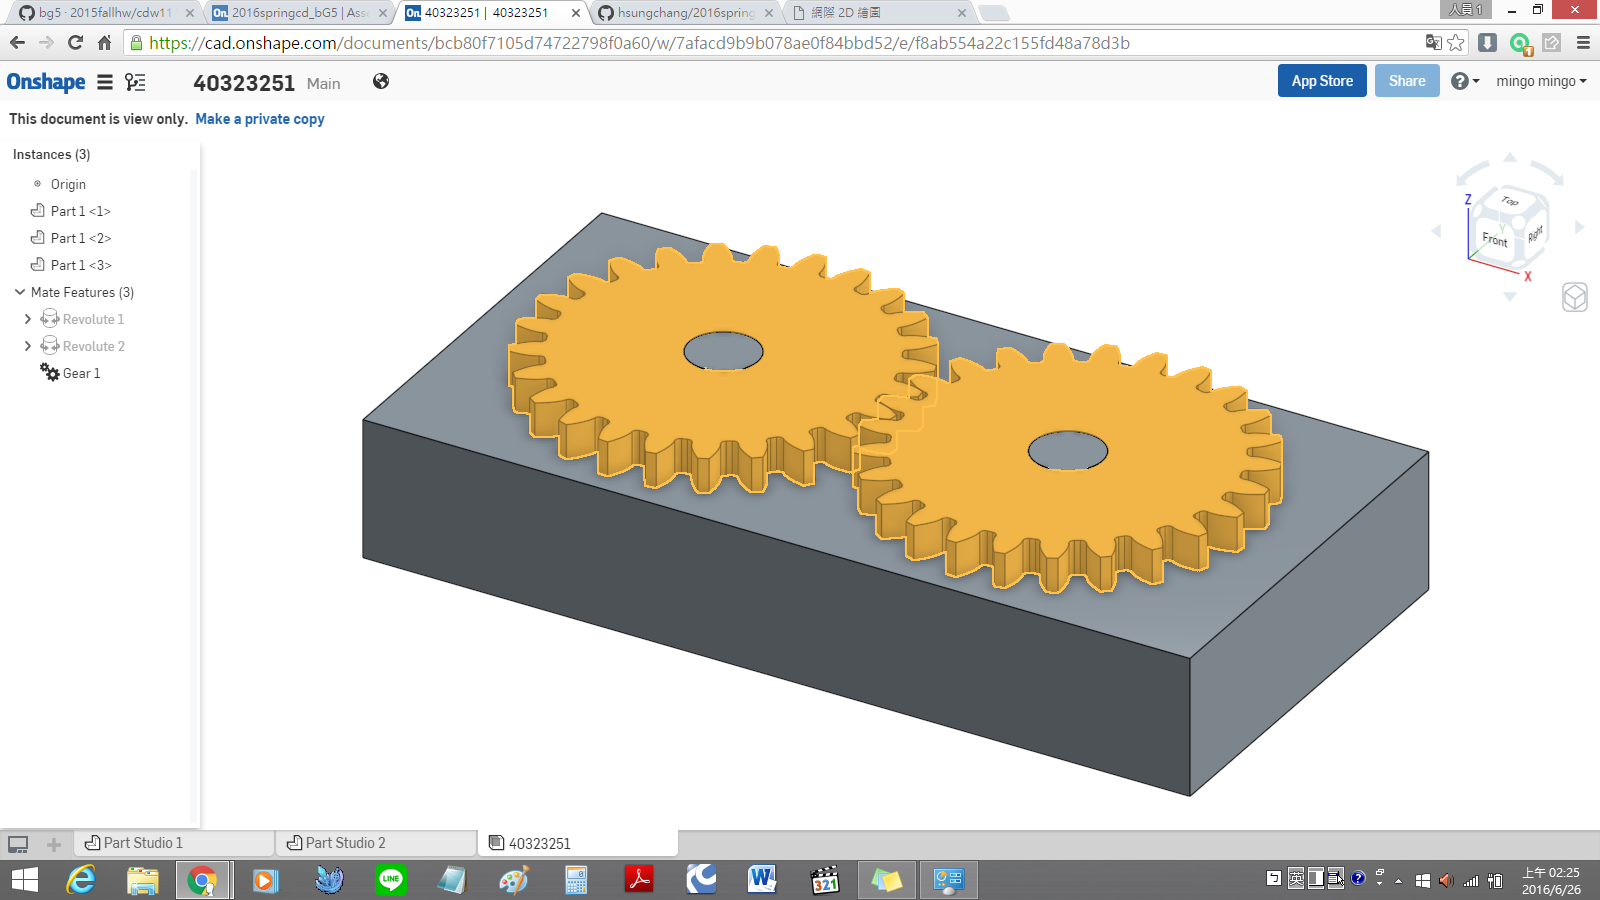 bg5 · 2015fallhw/cdw11
2016springcd_bG5 | Asse
40323251 | 40323251
hsungchang/2016spring
網際 2D 繪圖
人員 1
https://cad.onshape.com/documents/bcb80f7105d74722798f0a60/w/7afacd9b9b078ae0f84bbd52/e/f8ab554a22c155fd48a78d3b
Onshape
40323251 Main
App Store
Share
mingo mingo
This document is view only. Make a private copy
Instances (3)
Origin
Part 1 <1>
Part 1 <2>
Part 1 <3>
Mate Features (3)
Revolute 1
Revolute 2
Gear 1
Z
Top
Front
Right
Y
X
Part Studio 1
Part Studio 2
40323251
LINE
321
英
上午 02:25
2016/6/26